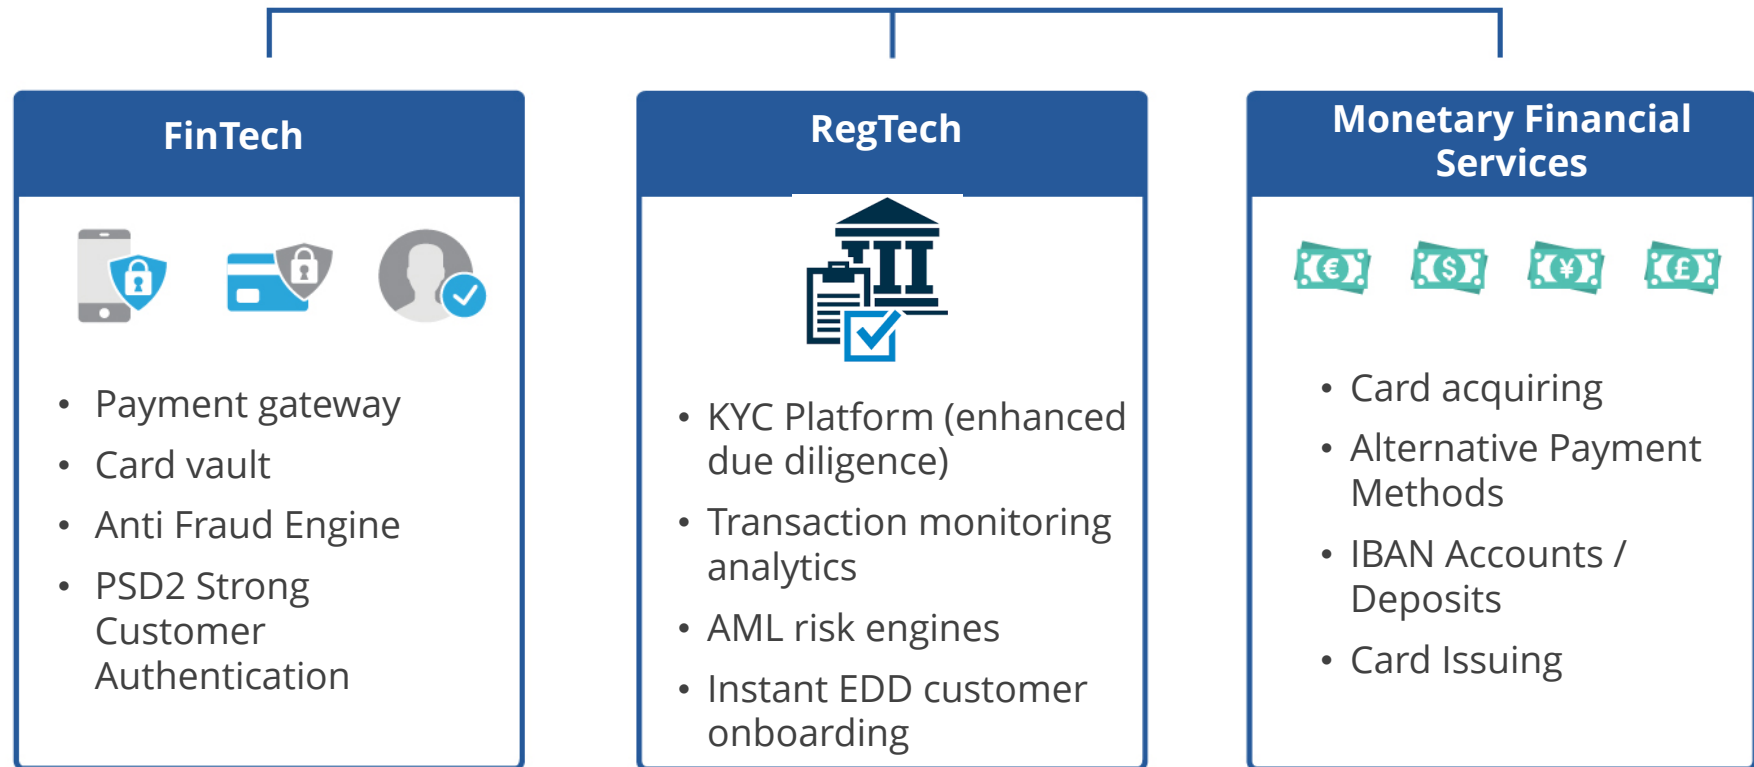 FinTech
• Payment gateway
• Card vault
• Anti Fraud Engine
• PSD2 Strong
Customer
Authentication
RegTech
• KYC Platform (enhanced
due diligence)
• Transaction monitoring
analytics
• AML risk engines
• Instant EDD customer
onboarding
Monetary Financial
Services
€
$
¥
£
• Card acquiring
• Alternative Payment
Methods
• IBAN Accounts /
Deposits
• Card Issuing